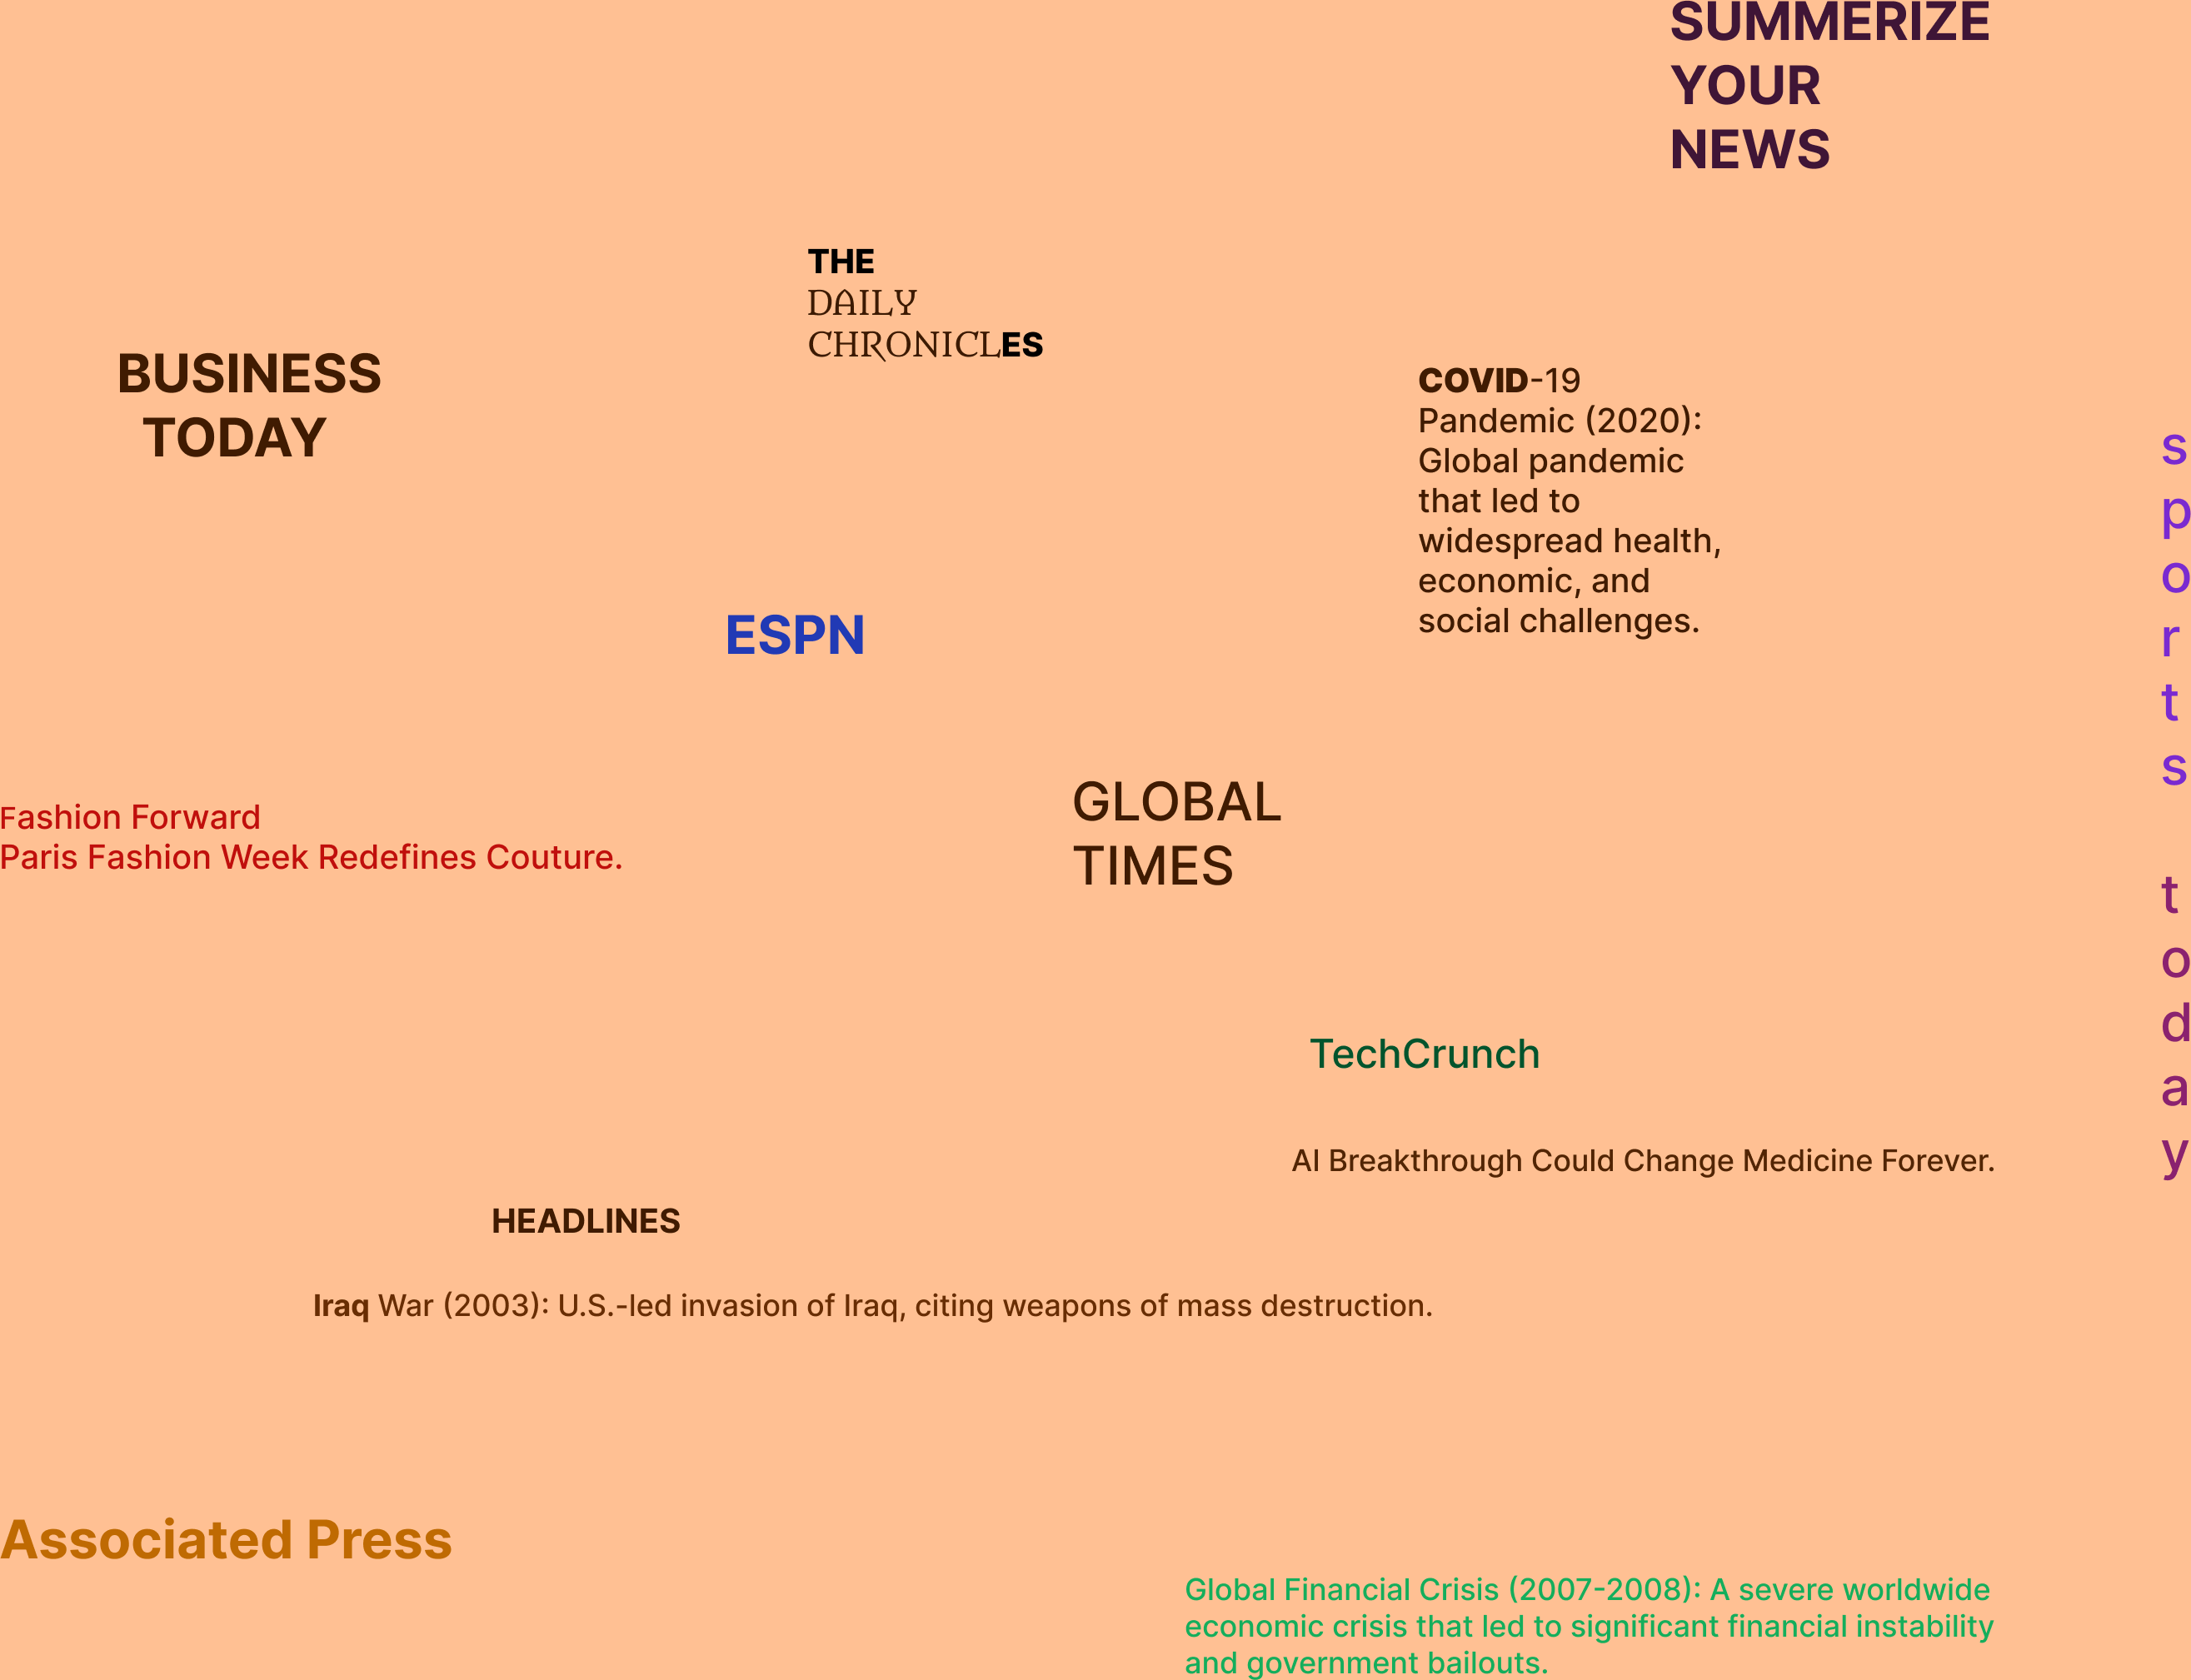 SUMMERIZE
YOUR
NEWS
THE
DAILY
CHRONICLES
BUSINESS
TODAY
COVID-19
Pandemic (2020):
Global pandemic
that led to
widespread health,
economic, and
social challenges.
s
p
o
r
t
s
t
o
d
a
y
ESPN
GLOBAL
TIMES
Fashion Forward
Paris Fashion Week Redefines Couture.
TechCrunch
AI Breakthrough Could Change Medicine Forever.
HEADLINES
Iraq War (2003): U.S.-led invasion of Iraq, citing weapons of mass destruction.
Associated Press
Global Financial Crisis (2007-2008): A severe worldwide
economic crisis that led to significant financial instability
and government bailouts.